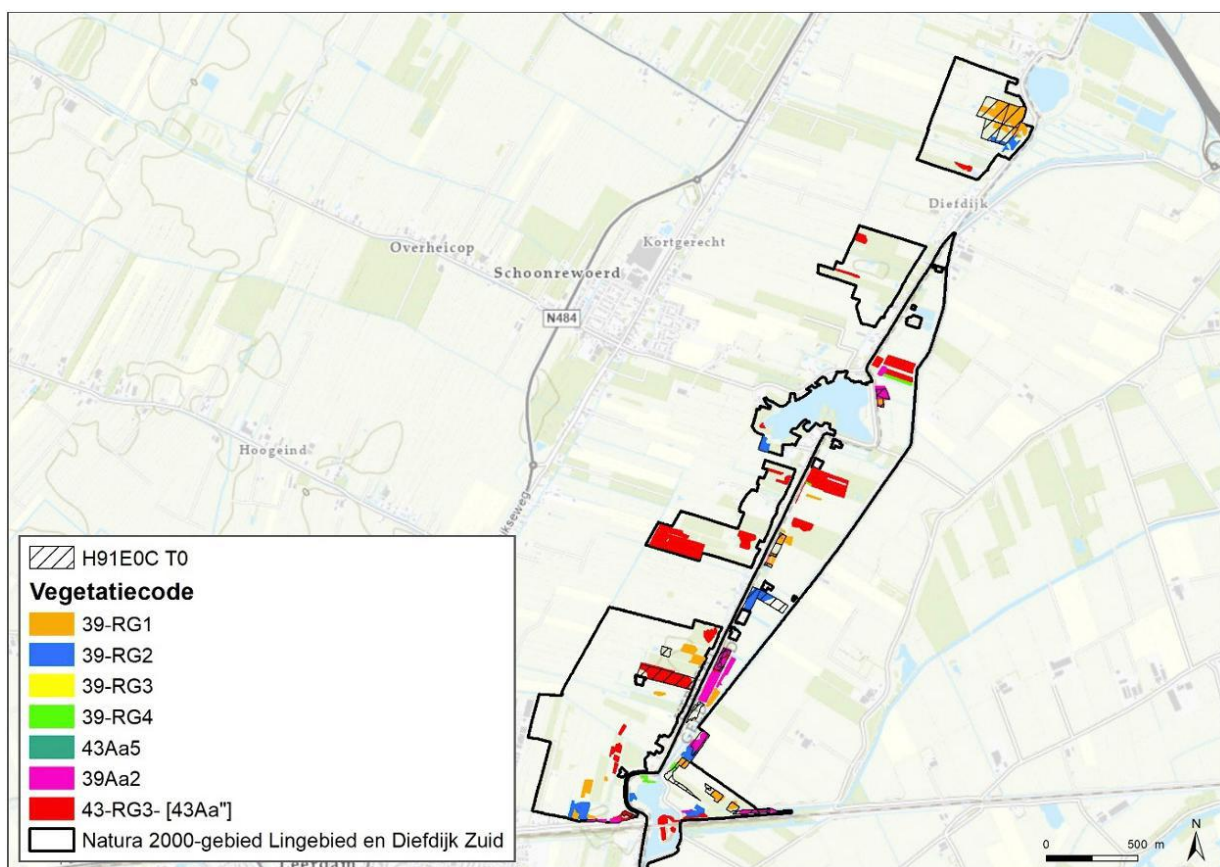 Diefdijk
Overheicop
Kortgerecht
Schoonrewoerd
N484
Hoogeind
H91E0C T0
Vegetatiecode
39-RG1
39-RG2
39-RG3
39-RG4
43Aa5
39Aa2
43-RG3- [43Aa"]
Natura 2000-gebied Lingebied en Diefdijk Zuid
Leerdam
0 500 m
N